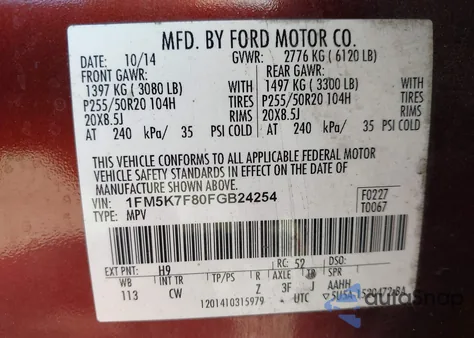 MFD. BY FORD MOTOR CO.
DATE: 10/14 GVWR: 2776 KG (6120 LB)
FRONT GAWR: REAR GAWR:
1397 KG (3080 LB) WITH 1497 KG (3300 LB) WITH
P255/50R20 104H TIRES P255/50R20 104H TIRES
20X8.5J RIMS 20X8.5J RIMS
AT 240 kPa/ 35 PSI COLD AT 240 kPa/ 35 PSI COLD
THIS VEHICLE CONFORMS TO ALL APPLICABLE FEDERAL MOTOR
VEHICLE SAFETY STANDARDS IN EFFECT ON THE DATE OF
MANUFACTURE SHOWN ABOVE.
VIN: 1FM5K7F80FGB24254 F0227
TYPE: MPV T0067
EXT PNT: H9 RC: 52 DSO:
WB INT TR TP/PS R AXLE TR SPR
113 CW Z 3F J AAHH
1201410315979 UTC
autoSnap